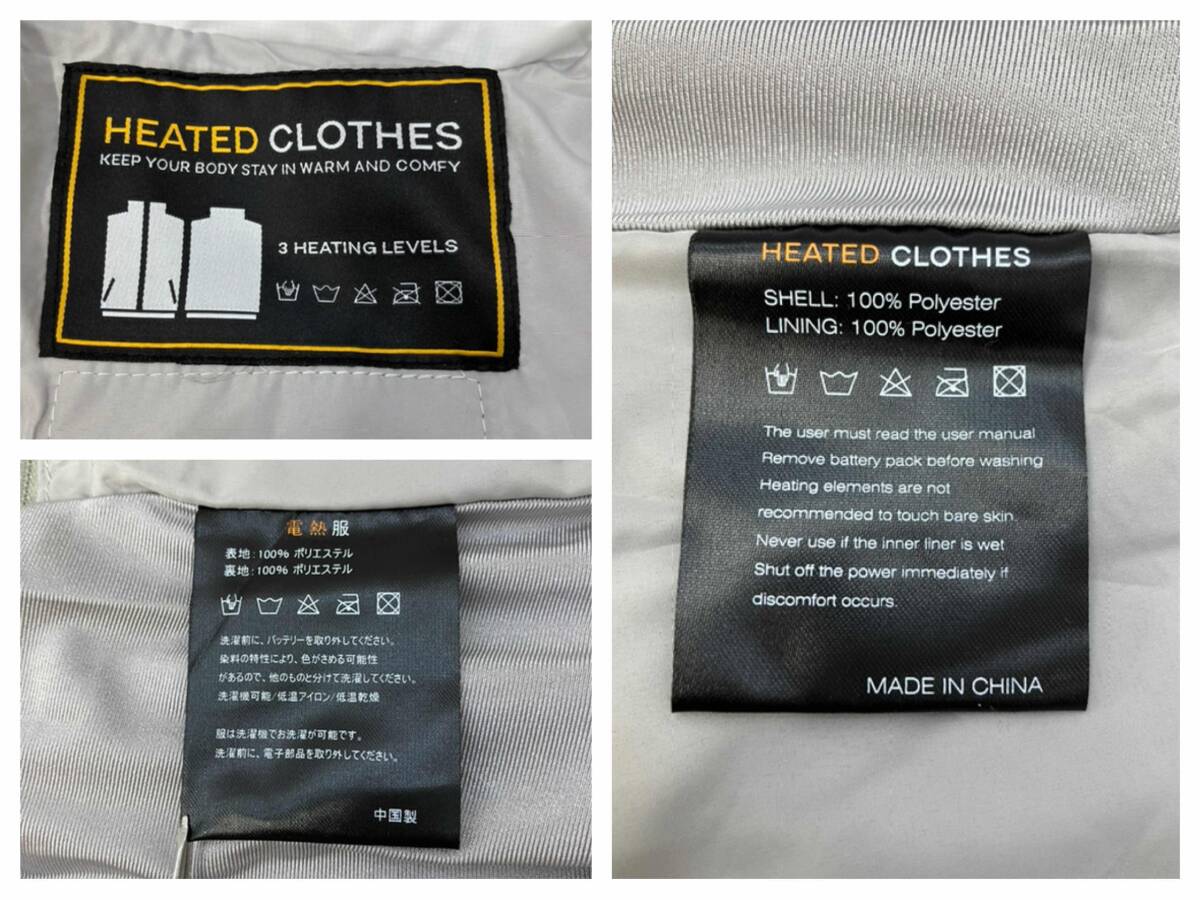 HEATED CLOTHES
KEEP YOUR BODY STAY IN WARM AND COMFY
3 HEATING LEVELS
電熱服
表地:100% ポリエステル
裏地:100% ポリエステル
洗濯前に、バッテリーを取り外してください。
染料の特性により、色がさめる可能性
があるので、他のものと分けて洗濯してください。
洗濯機可能/低温アイロン/低温乾燥
服は洗濯機でお洗濯が可能です。
洗濯前に、電子部品を取り外してください。
中国製
HEATED CLOTHES
SHELL: 100% Polyester
LINING: 100% Polyester
The user must read the user manual
Remove battery pack before washing
Heating elements are not
recommended to touch bare skin.
Never use if the inner liner is wet
Shut off the power immediately if
discomfort occurs.
MADE IN CHINA